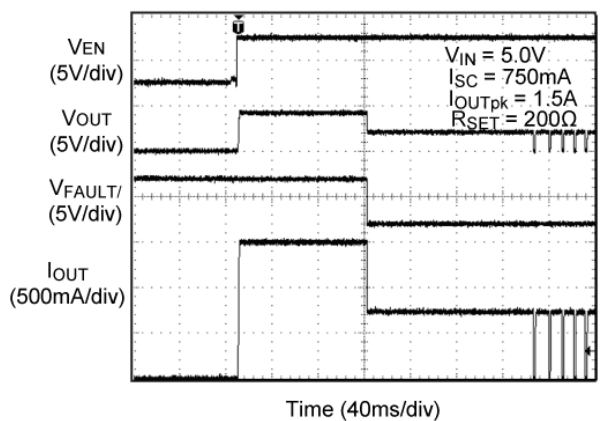 VEN
(5V/div)
VOUT
(5V/div)
VFAULT/
(5V/div)
IOUT
(500mA/div)
T
VIN = 5.0V
ISC = 750mA
IOUTpk = 1.5A
RSET = 200Ω
Time (40ms/div)